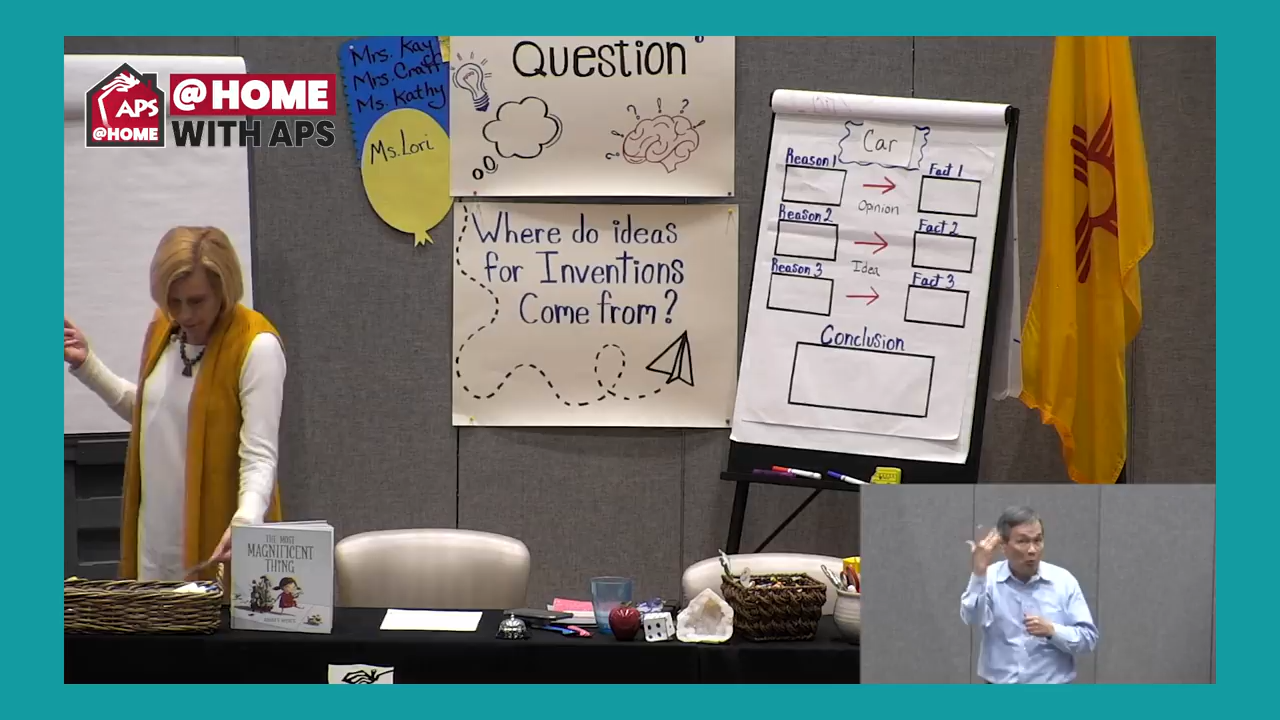 APS
@HOME
@HOME
WITH APS
Mrs. Kay
Mrs. Craft
Ms. Kathy
Ms. Lori
Question
Where do ideas
for Inventions
Come from?
Car
Reason 1
Fact 1
Opinion
Reason 2
Fact 2
Idea
Reason 3
Fact 3
Conclusion
THE MOST
MAGNIFICENT
THING